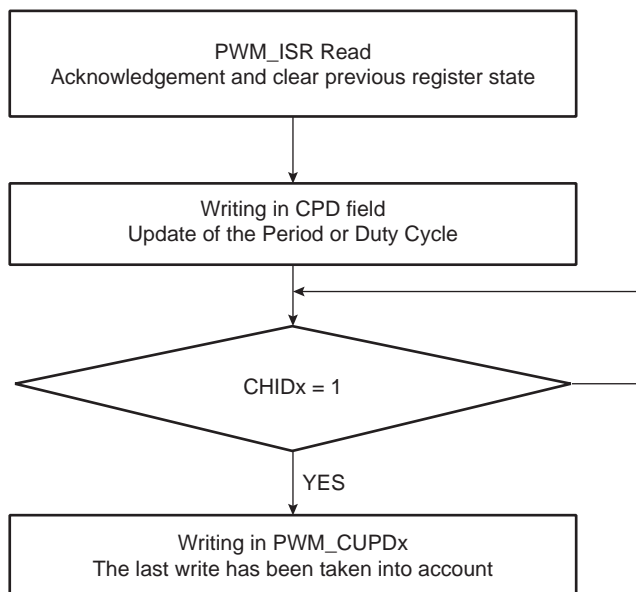 PWM_ISR Read
Acknowledgement and clear previous register state
Writing in CPD field
Update of the Period or Duty Cycle
CHIDx = 1
YES
Writing in PWM_CUPDx
The last write has been taken into account